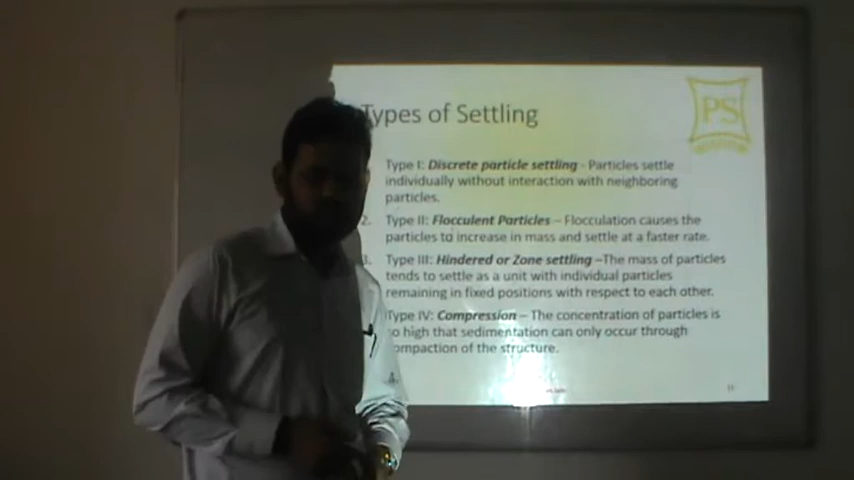 Types of Settling
PS
Type I: Discrete particle settling - Particles settle
individually without interaction with neighboring
particles.
2. Type II: Flocculent Particles – Flocculation causes the
particles to increase in mass and settle at a faster rate.
3. Type III: Hindered or Zone settling –The mass of particles
tends to settle as a unit with individual particles
remaining in fixed positions with respect to each other.
Type IV: Compression – The concentration of particles is
so high that sedimentation can only occur through
compaction of the structure.